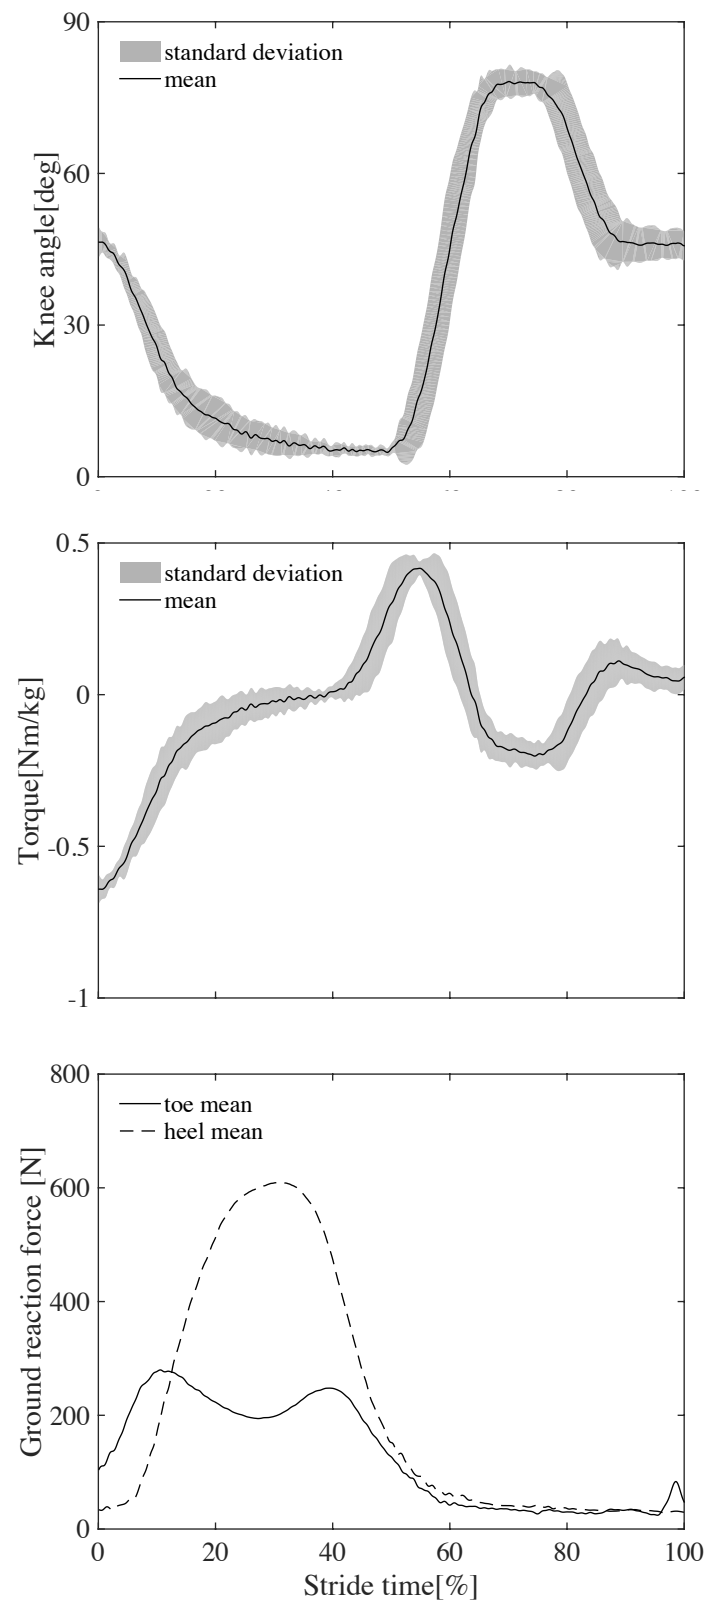 90
standard deviation
mean
60
Knee angle[deg]
30
0
0.5
standard deviation
mean
0
Torque[Nm/kg]
-0.5
-1
800
toe mean
heel mean
600
Ground reaction force [N]
400
200
0
0 20 40 60 80 100
Stride time[%]